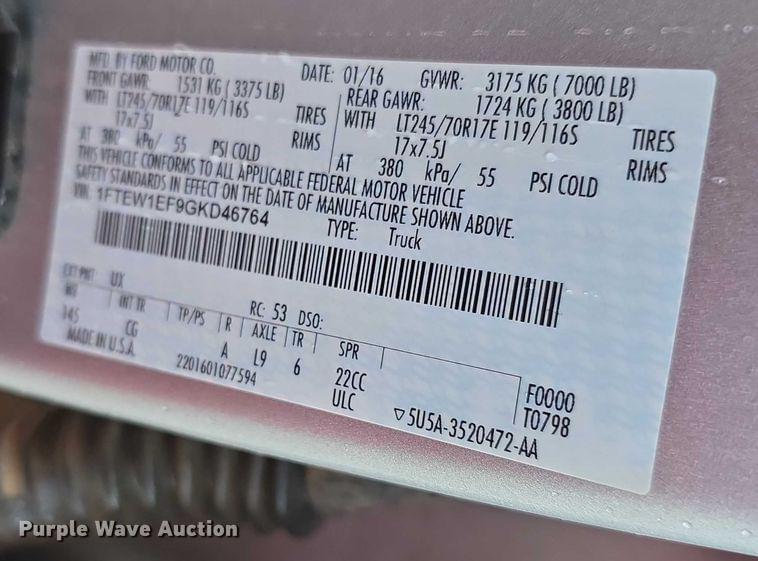 MFD. BY FORD MOTOR CO.
DATE: 01/16 GVWR: 3175 KG ( 7000 LB)
FRONT GAWR: 1531 KG ( 3375 LB)
REAR GAWR: 1724 KG ( 3800 LB)
WITH LT245/70R17E 119/116S TIRES
WITH LT245/70R17E 119/116S TIRES
17x7.5J RIMS
17x7.5J RIMS
AT 380 kPa/ 55 PSI COLD
AT 380 kPa/ 55 PSI COLD
THIS VEHICLE CONFORMS TO ALL APPLICABLE FEDERAL MOTOR VEHICLE
SAFETY STANDARDS IN EFFECT ON THE DATE OF MANUFACTURE SHOWN ABOVE.
VIN: 1FTEW1EF9GKD46764
TYPE: Truck
EXT PNT: UX RC: 53 DSO:
WB INT TR TP/PS R AXLE TR SPR
145 CG A L9 6 22CC F0000
ULC T0798
MADE IN U.S.A. 2201601077594
▽5U5A-3520472-AA
Purple Wave Auction